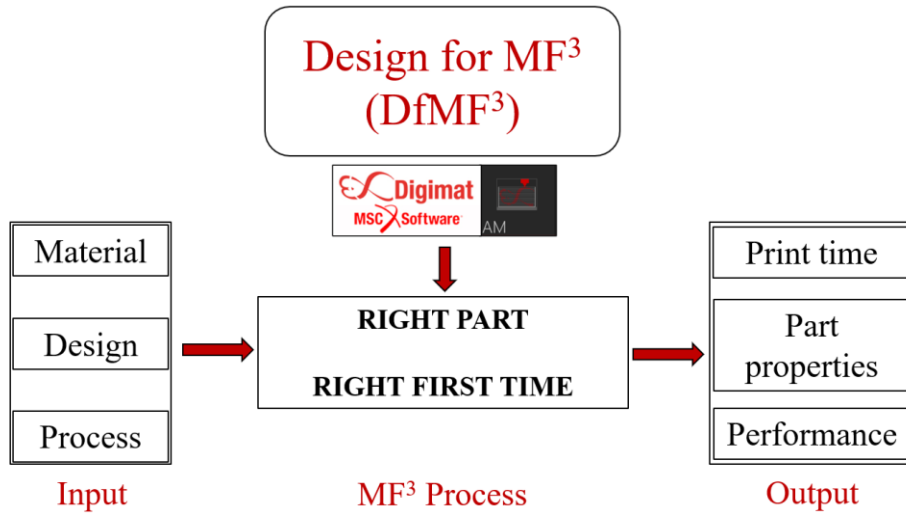 Design for MF³
(DfMF³)
Digimat
MSC Software
AM
Material
Design
Process
Input
RIGHT PART
RIGHT FIRST TIME
MF³ Process
Print time
Part
properties
Performance
Output